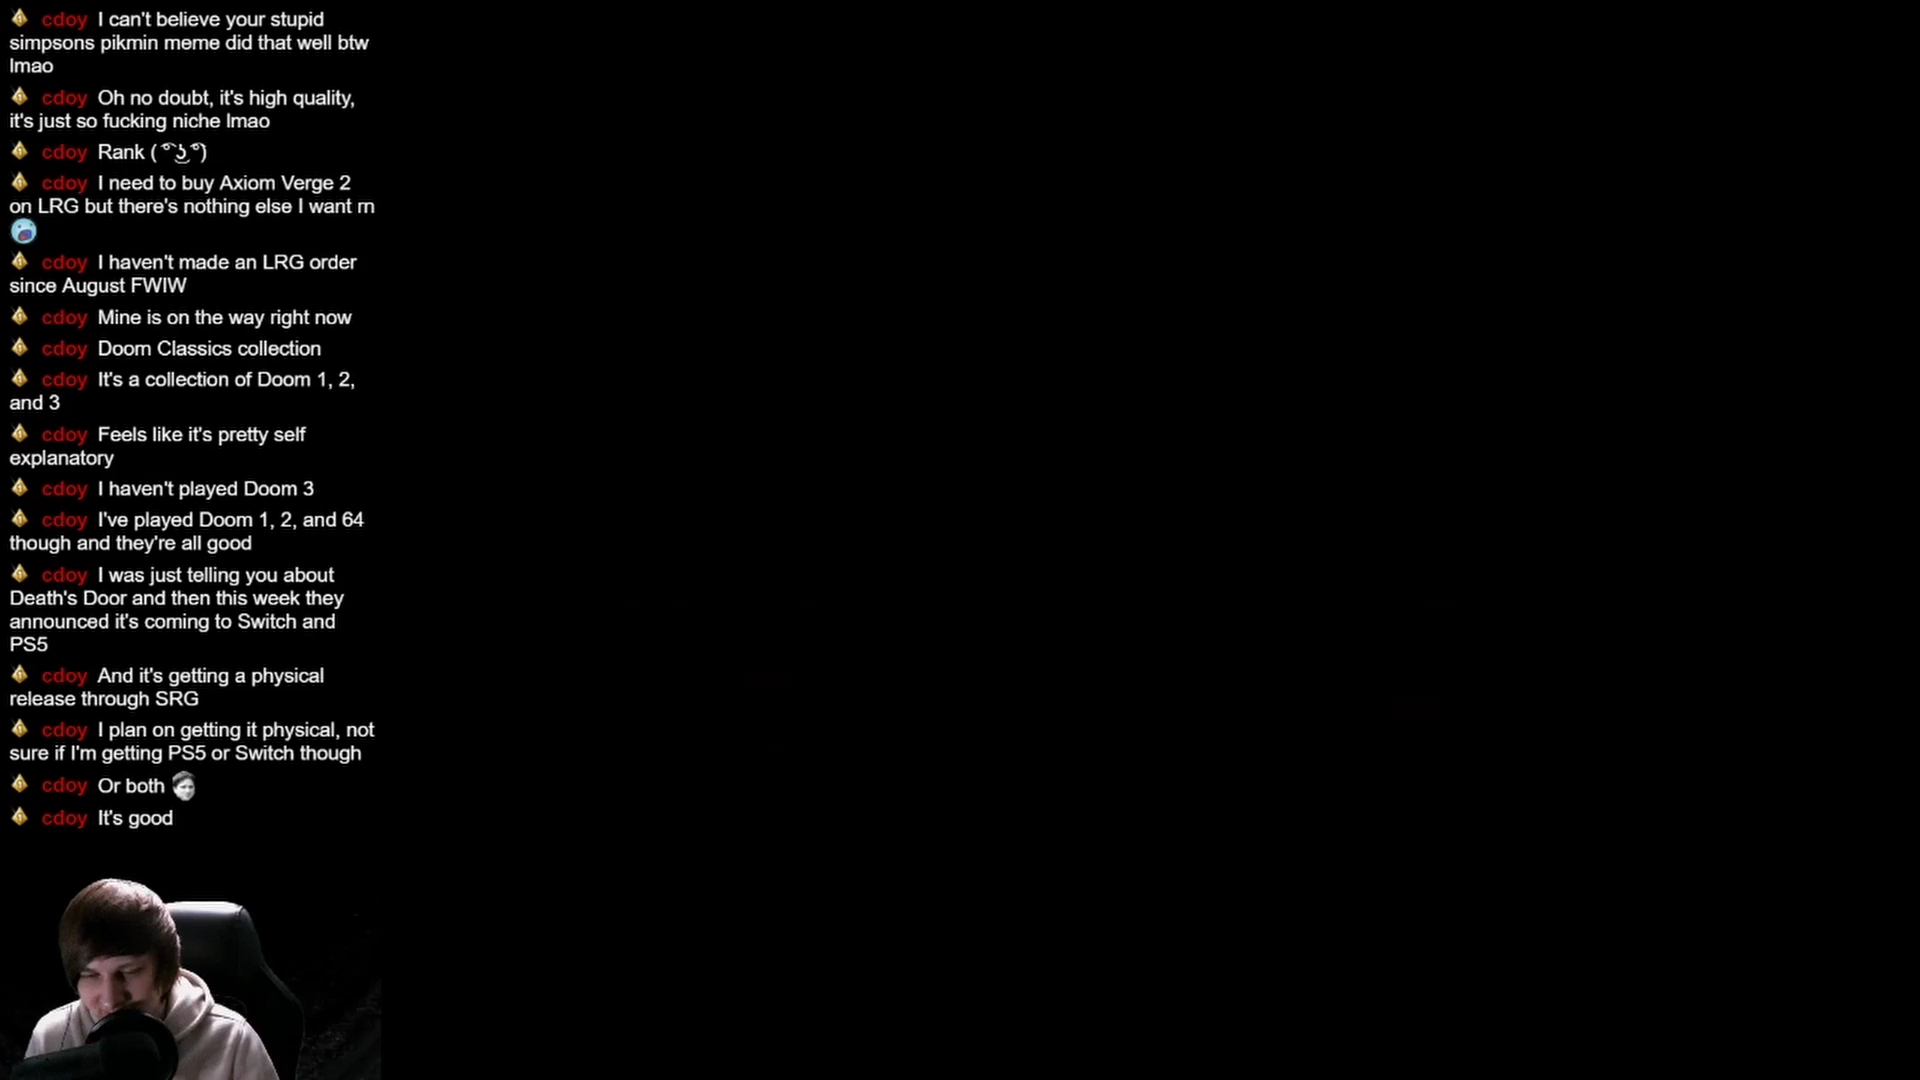 cdoy I can't believe your stupid
simpsons pikmin meme did that well btw
lmao
cdoy Oh no doubt, it's high quality,
it's just so fucking niche lmao
cdoy Rank ( ͡° ͜ʖ ͡°)
cdoy I need to buy Axiom Verge 2
on LRG but there's nothing else I want rn
cdoy I haven't made an LRG order
since August FWIW
cdoy Mine is on the way right now
cdoy Doom Classics collection
cdoy It's a collection of Doom 1, 2,
and 3
cdoy Feels like it's pretty self
explanatory
cdoy I haven't played Doom 3
cdoy I've played Doom 1, 2, and 64
though and they're all good
cdoy I was just telling you about
Death's Door and then this week they
announced it's coming to Switch and
PS5
cdoy And it's getting a physical
release through SRG
cdoy I plan on getting it physical, not
sure if I'm getting PS5 or Switch though
cdoy Or both
cdoy It's good